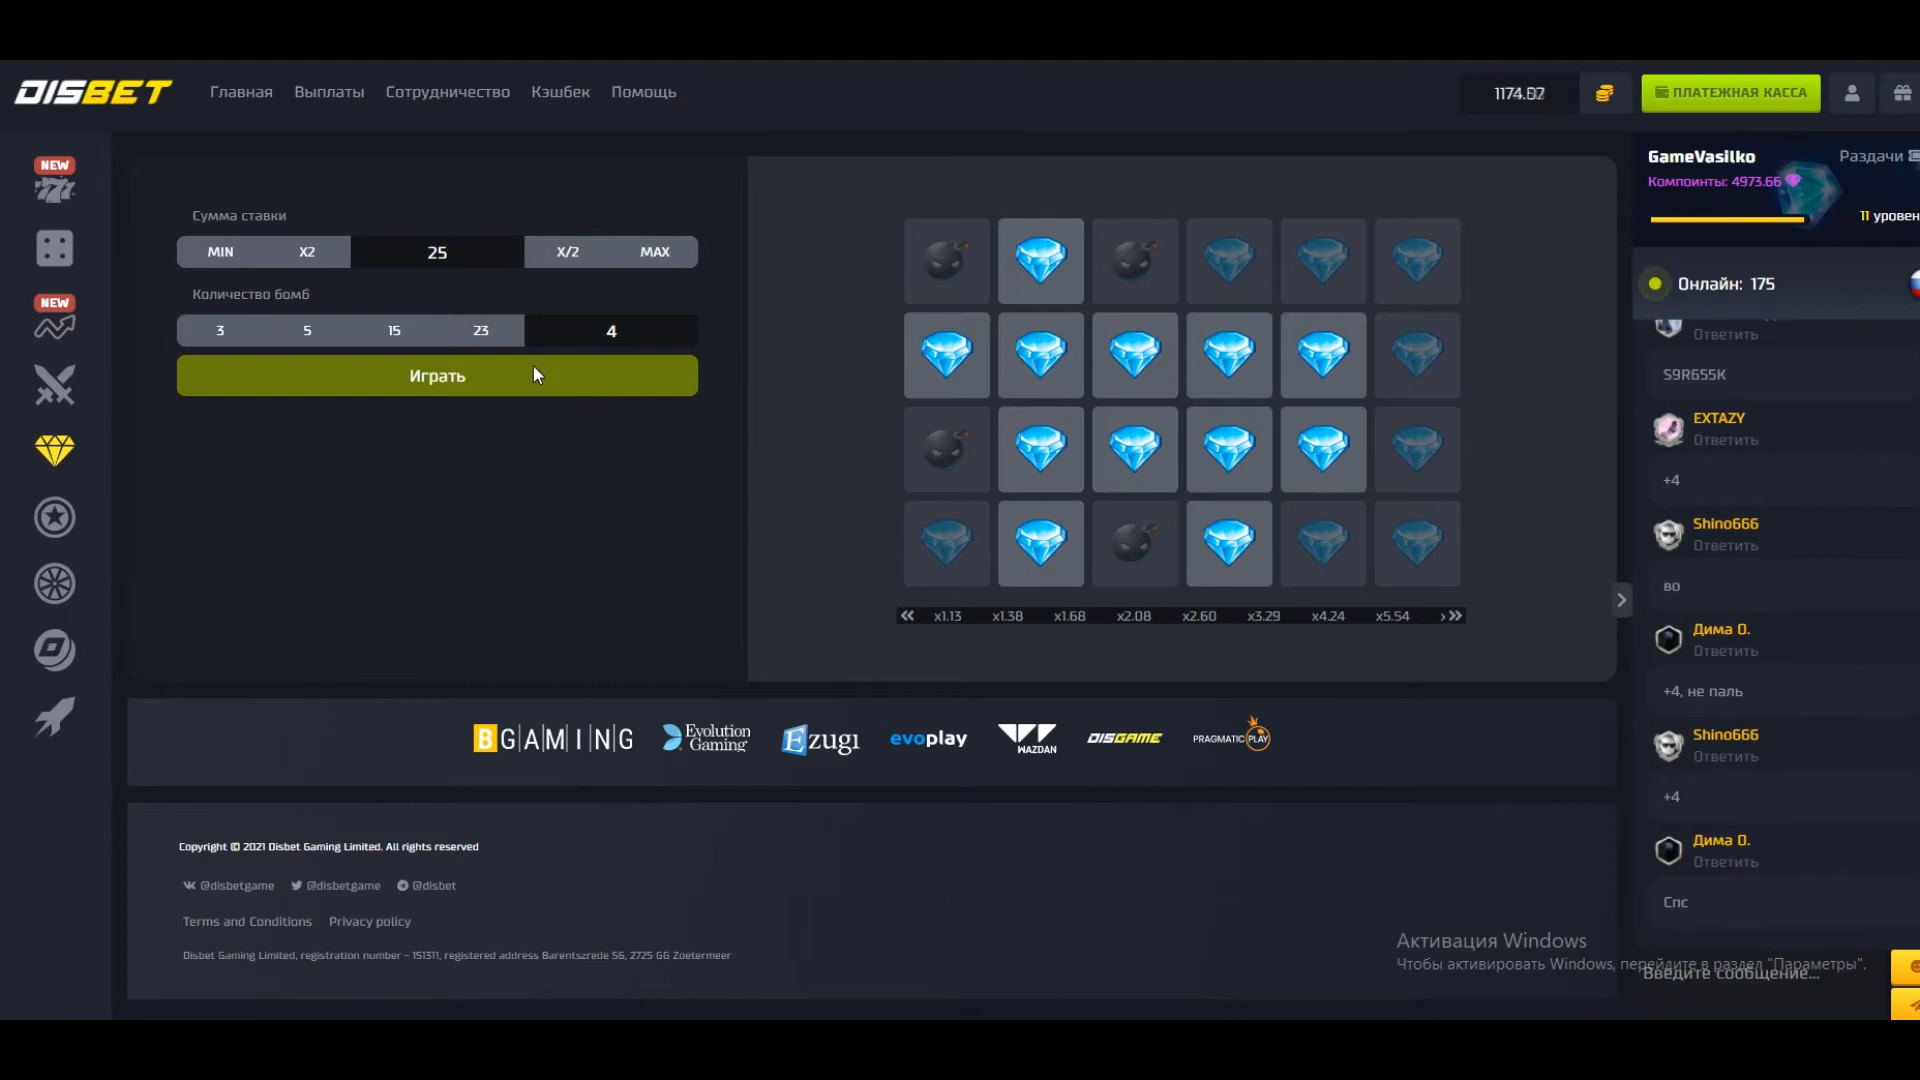 DISBET
Главная Выплаты Сотрудничество Кэшбек Помощь
ПЛАТЕЖНАЯ КАССА
NEW
NEW
Сумма ставки
MIN X2 25 X/2 MAX
Количество бомб
3 5 15 23 4
Играть
x1.13 x1.38 x1.68 x2.08 x2.60 x3.29 x4.24 x5.54
GameVasilko
Раздачи
Компоинты: 4973.66
11 уровен
Онлайн: 175
Ответить
S9R655K
EXTAZY
Ответить
+4
Shino666
Ответить
во
Дима О.
Ответить
+4, не паль
Shino666
Ответить
+4
Дима О.
Ответить
Спс
Введите сообщение...
BGAMING
Evolution Gaming
Ezugi
evoplay
WAZDAN
DISGAME
PRAGMATIC PLAY
Copyright © 2021 Disbet Gaming Limited. All rights reserved
@disbetgame @disbetgame @disbet
Terms and Conditions Privacy policy
Disbet Gaming Limited, registration number - 151311, registered address Barentszrede 56, 2725 GG Zoetermeer
Активация Windows
Чтобы активировать Windows, перейдите в раздел "Параметры".